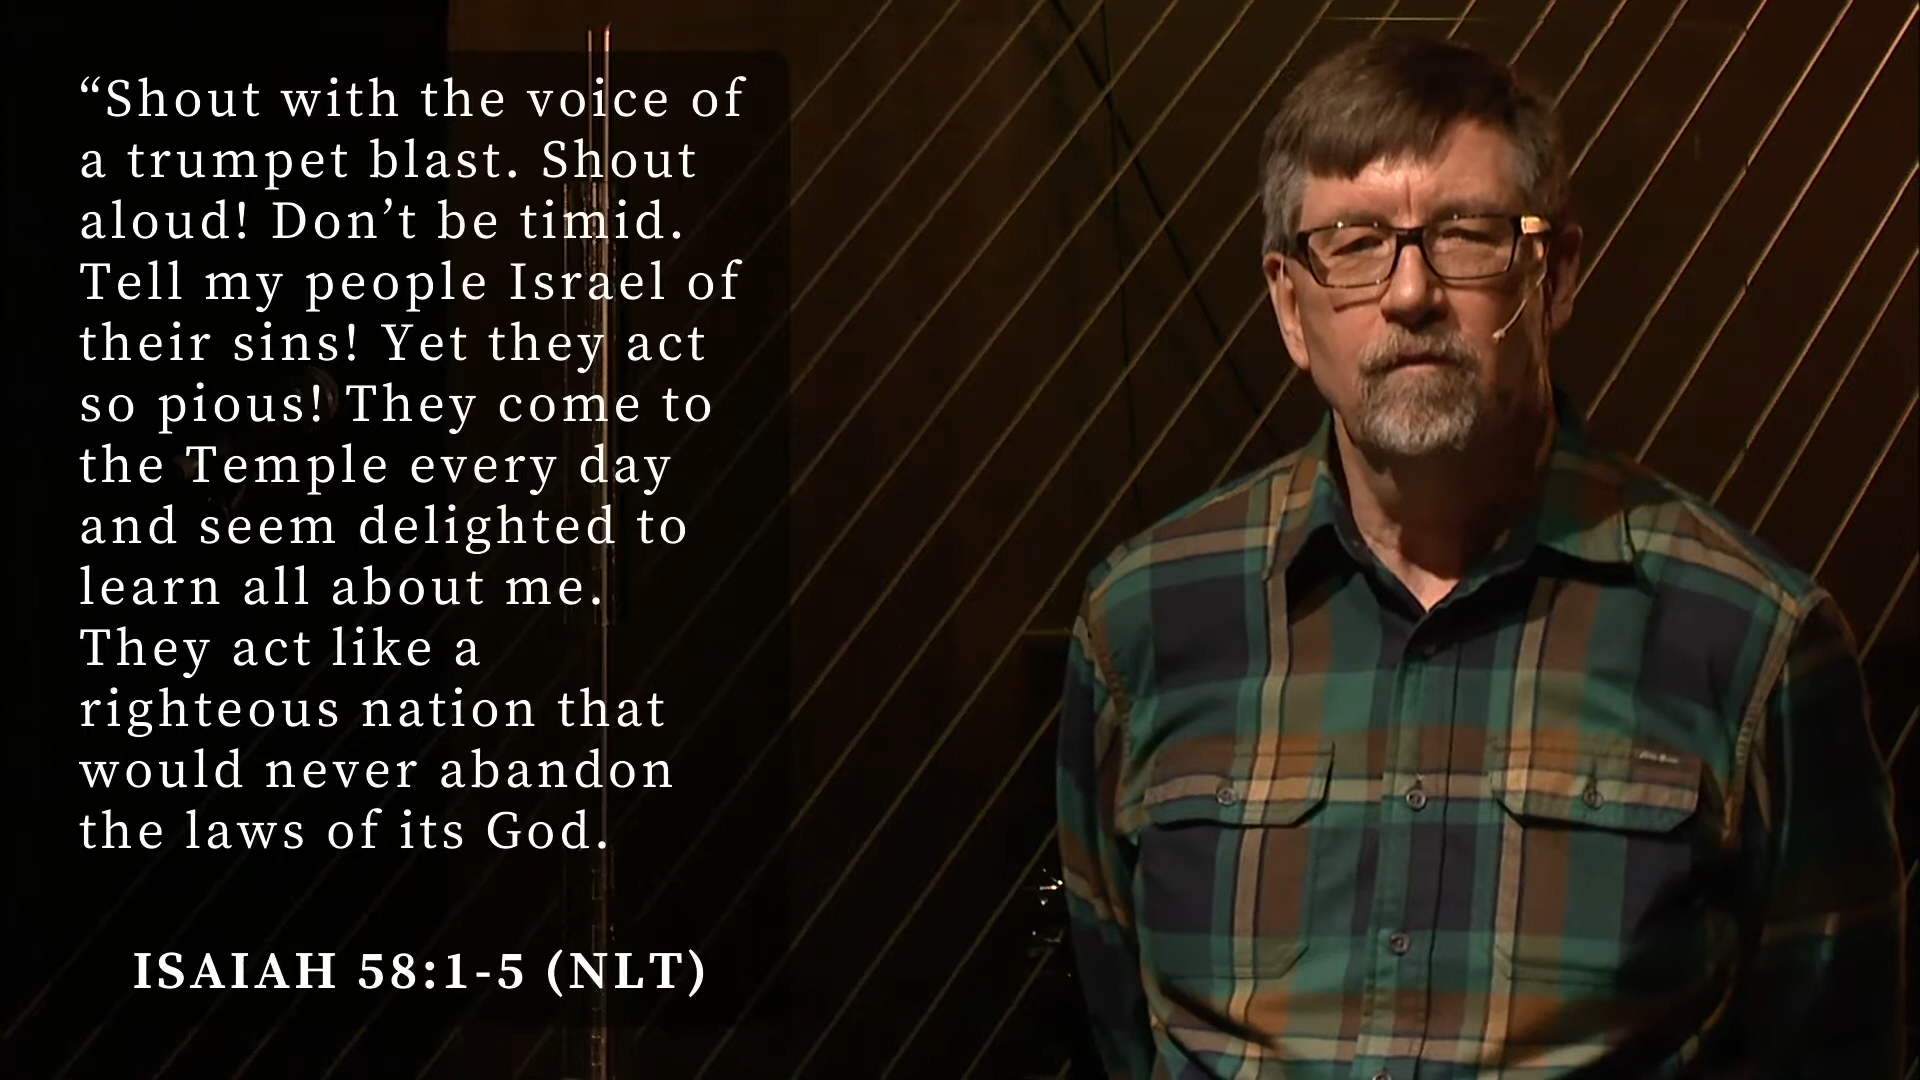 “Shout with the voice of
a trumpet blast. Shout
aloud! Don’t be timid.
Tell my people Israel of
their sins! Yet they act
so pious! They come to
the Temple every day
and seem delighted to
learn all about me.
They act like a
righteous nation that
would never abandon
the laws of its God.
ISAIAH 58:1-5 (NLT)